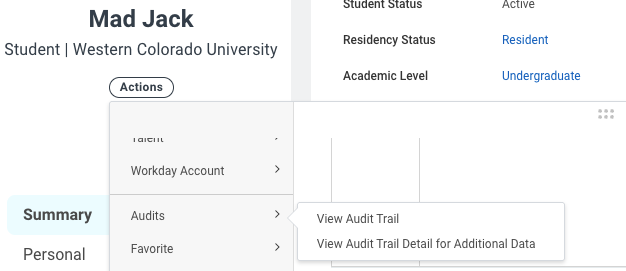 Mad Jack
Student | Western Colorado University
Actions
Student Status Active
Residency Status Resident
Academic Level Undergraduate
Talent
Workday Account
Audits
Favorite
View Audit Trail
View Audit Trail Detail for Additional Data
Summary
Personal